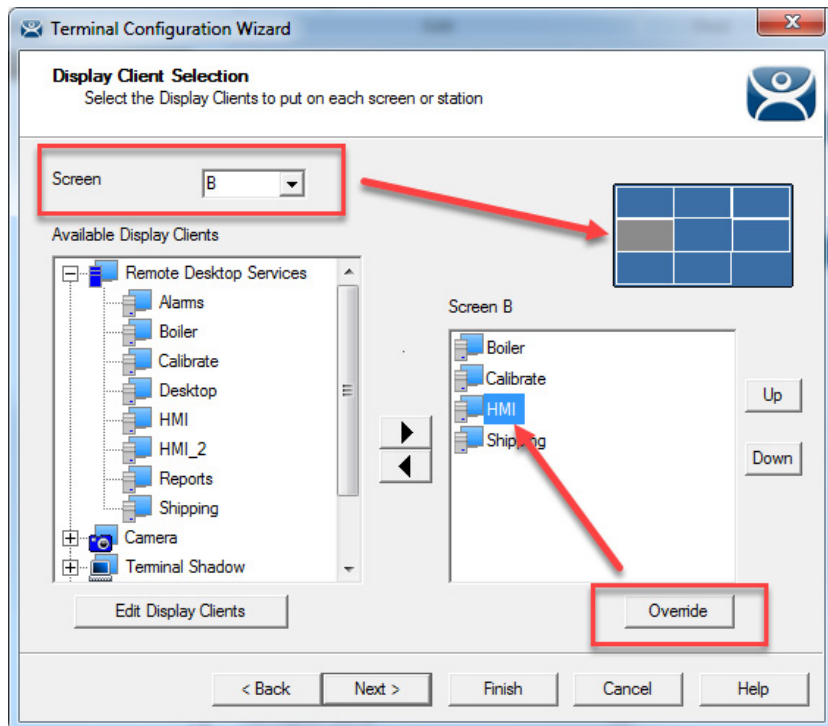 Terminal Configuration Wizard
Display Client Selection
Select the Display Clients to put on each screen or station
Screen
B
Available Display Clients
Remote Desktop Services
Alarms
Boiler
Calibrate
Desktop
HMI
HMI_2
Reports
Shipping
Camera
Terminal Shadow
Edit Display Clients
Screen B
Boiler
Calibrate
HMI
Shipping
Up
Down
Override
< Back
Next >
Finish
Cancel
Help